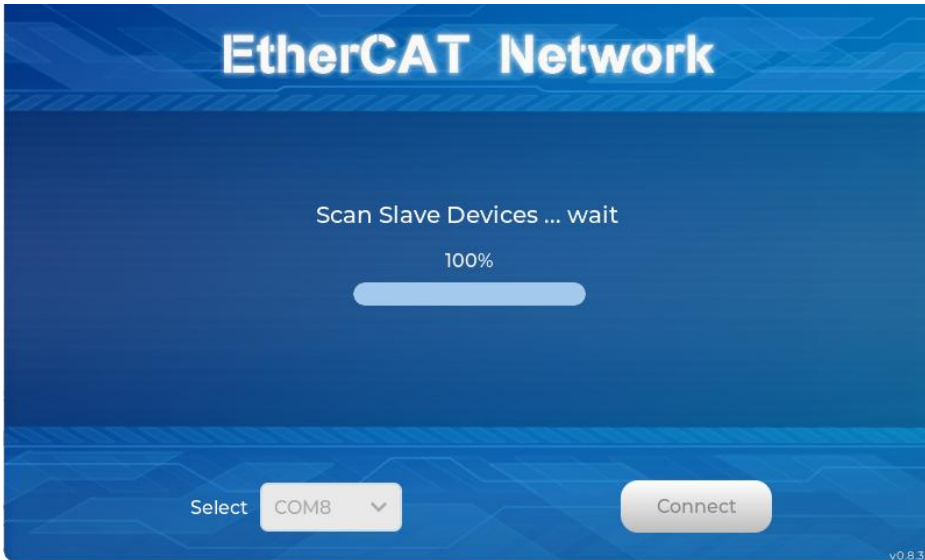 EtherCAT Network
Scan Slave Devices ... wait
100%
Select COM8 Connect
v0.8.3